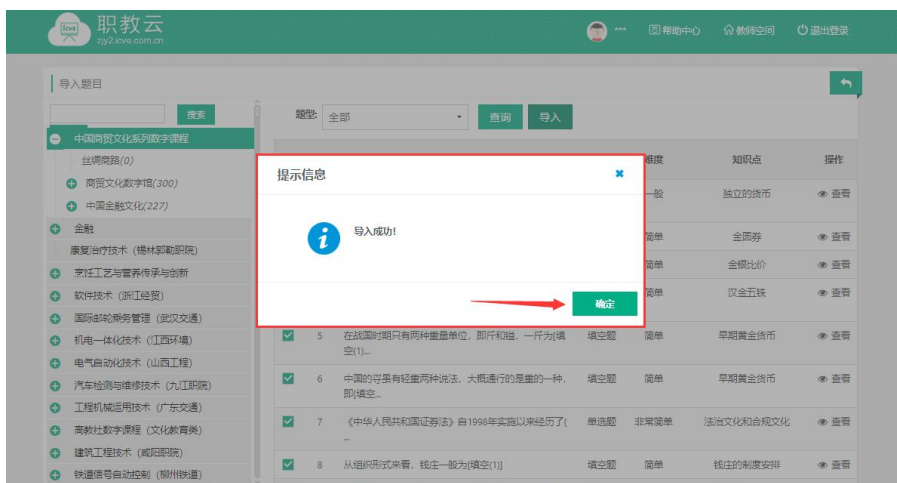 icve 职教云
zjy2.icve.com.cn
*** 帮助中心 教师空间 退出登录
导入题目
搜索 题型: 全部 查询 导入
中国商贸文化系列数字课程
丝绸商路(0)
商贸文化数字馆(300)
中国金融文化(227)
金融
康复治疗技术（锡林郭勒职院）
烹饪工艺与营养传承与创新
软件技术（浙江经贸）
国际邮轮乘务管理（武汉交通）
机电一体化技术（江西环境）
电气自动化技术（山西工程）
汽车检测与维修技术（九江职院）
工程机械运用技术（广东交通）
高教社数字课程（文化教育类）
建筑工程技术（咸阳职院）
铁道信号自动控制（柳州铁道）
难度 知识点 操作
一般 独立的货币 查看
简单 金圆券 查看
简单 金银比价 查看
简单 汉金五铢 查看
提示信息
导入成功!
确定
5 在战国时期只有两种重量单位，即斤和镒，一斤为[填空(1)... 填空题 简单 早期黄金货币 查看
6 中国的寽里有轻重两种说法，大概通行的是重的一种，即[填空... 填空题 简单 早期黄金货币 查看
7 《中华人民共和国证券法》自1998年实施以来经历了( ... 单选题 非常简单 法治文化和合规文化 查看
8 从组织形式来看，钱庄一般为[填空(1)] 填空题 简单 钱庄的制度安排 查看